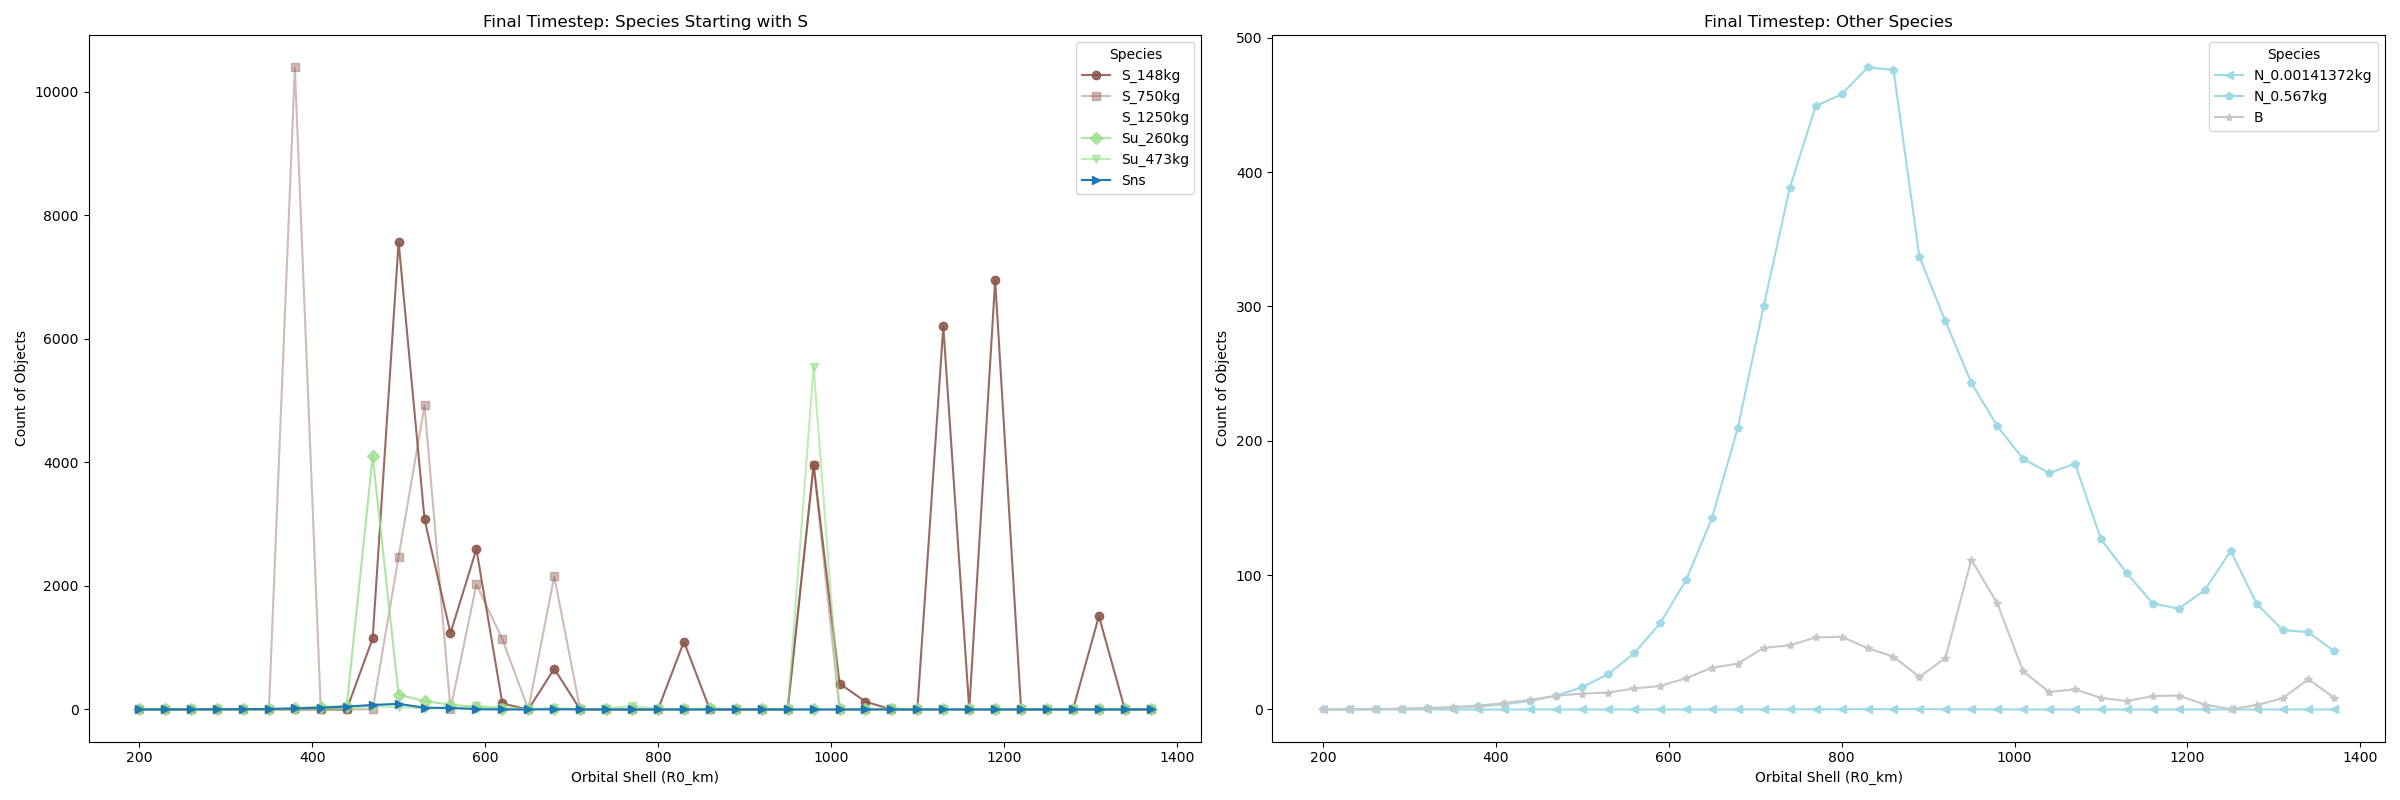 Final Timestep: Species Starting with S
Count of Objects
10000
8000
6000
4000
2000
0
200
400
600
800
1000
1200
1400
Orbital Shell (R0_km)
Species
S_148kg
S_750kg
S_1250kg
Su_260kg
Su_473kg
Sns
Final Timestep: Other Species
Count of Objects
500
400
300
200
100
0
200
400
600
800
1000
1200
1400
Orbital Shell (R0_km)
Species
N_0.00141372kg
N_0.567kg
B